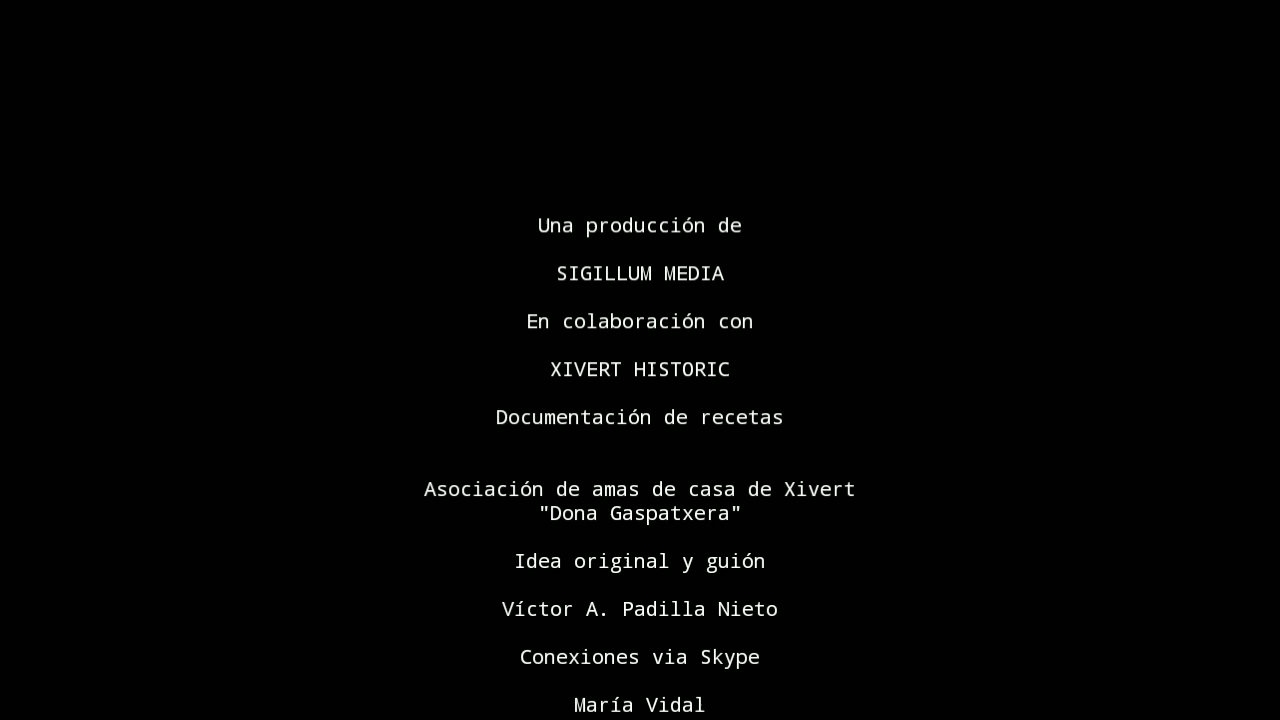 Una producción de
SIGILLUM MEDIA
En colaboración con
XIVERT HISTORIC
Documentación de recetas
Asociación de amas de casa de Xivert
"Dona Gaspatxera"
Idea original y guión
Víctor A. Padilla Nieto
Conexiones via Skype
María Vidal